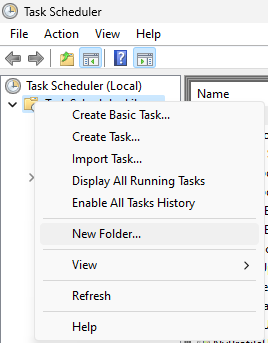 Task Scheduler
File Action View Help
Task Scheduler (Local)
Name
Create Basic Task...
Create Task...
Import Task...
Display All Running Tasks
Enable All Tasks History
New Folder...
View
Refresh
Help